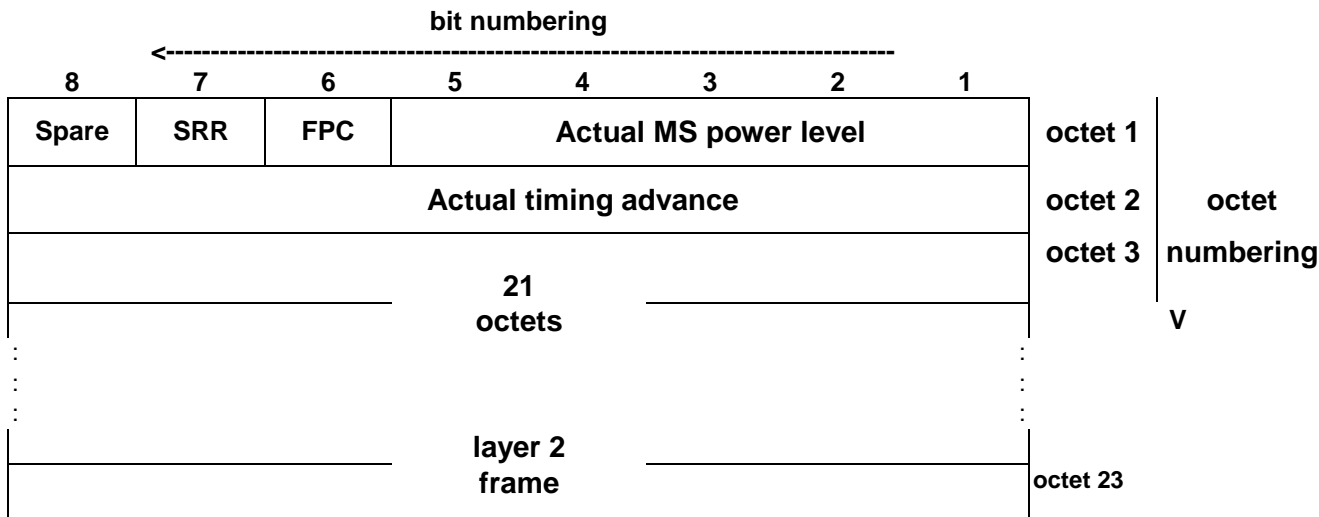 bit numbering
<----------------------------------------------------------------------------------
8 7 6 5 4 3 2 1
Spare SRR FPC Actual MS power level octet 1
Actual timing advance octet 2 octet
octet 3 numbering
21
octets V
:  :
:  :
:  :
layer 2
frame octet 23